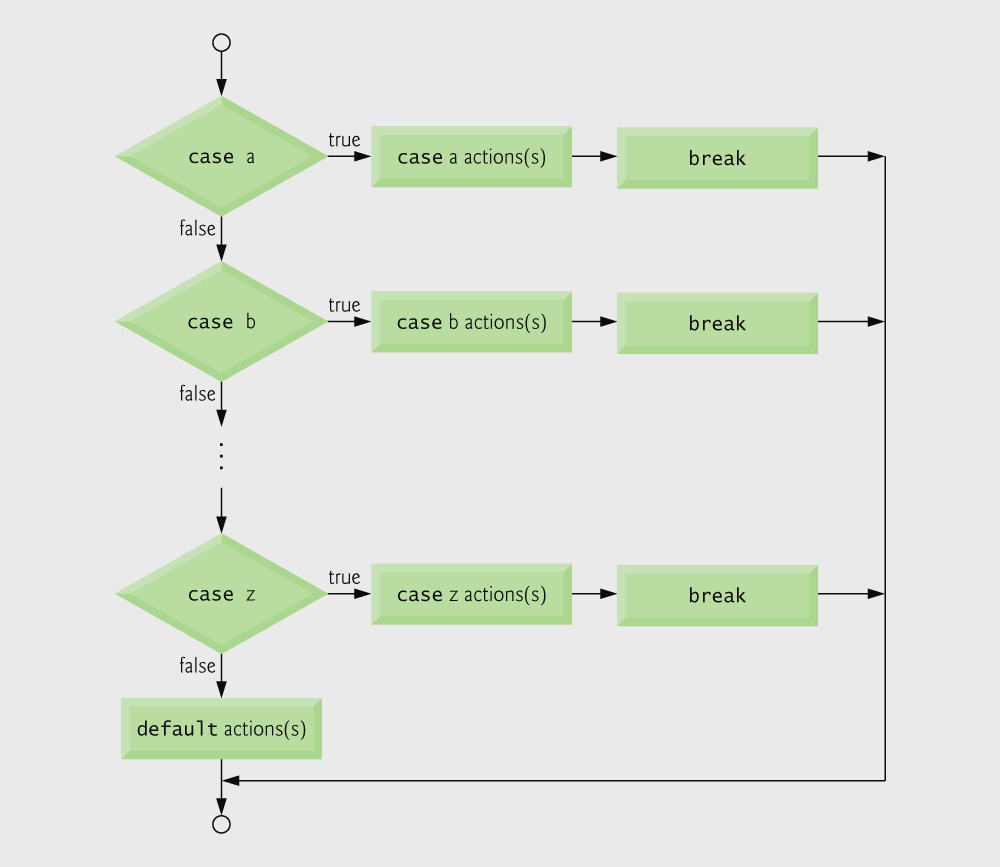 case a
true
case a actions(s)
break
false
case b
true
case b actions(s)
break
false
case z
true
case z actions(s)
break
false
default actions(s)